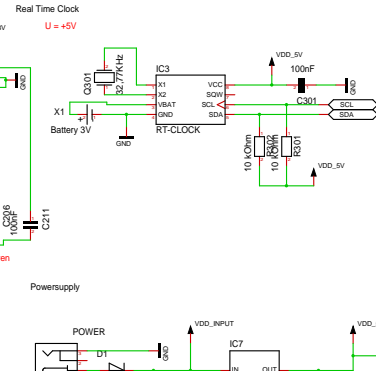 Real Time Clock
U = +5V
VDD_5V
IC3
100nF
GND
Q301
32,77KHz
X1
X2
VBAT
GND
VCC
SQW
SCL
SDA
C301
SCL
SDA
X1
Battery 3V
RT-CLOCK
GND
10 kOhm
R302
10 kOhm
R301
VDD_5V
GND
C206
100nF
C211
Powersupply
POWER
VDD_INPUT
VDD_
GND
D1
IC7
IN
OUT